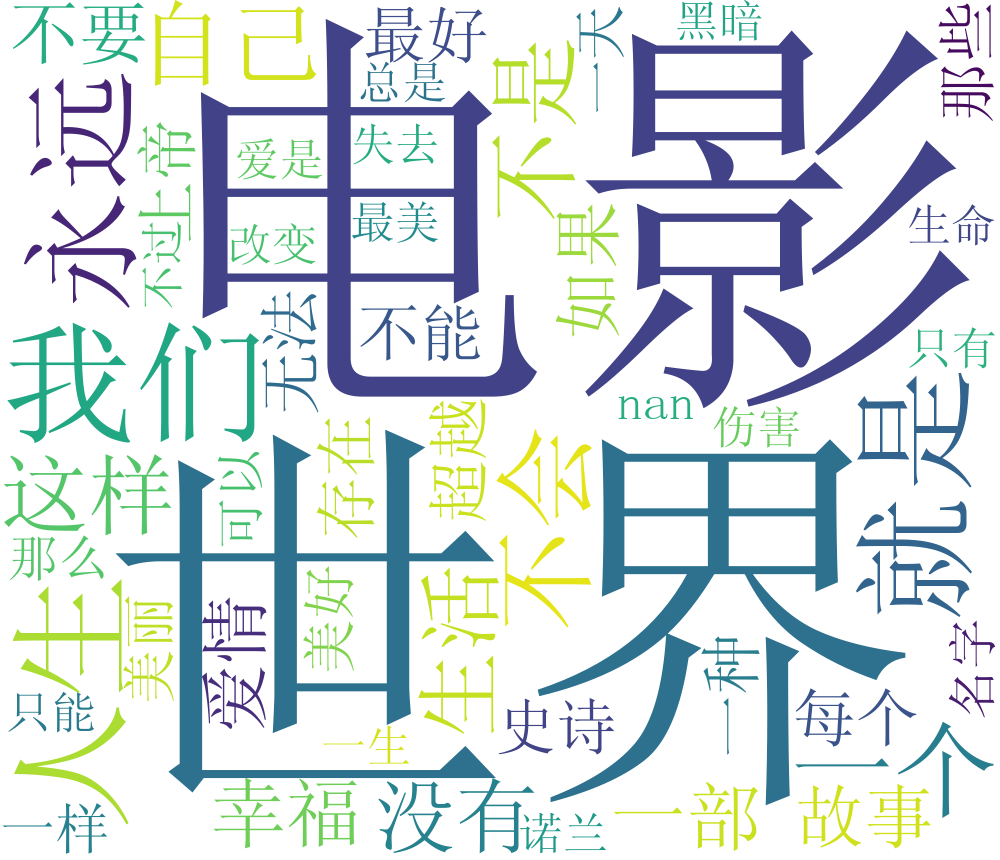 不要
自己
最好
总是
不是
一天
黑暗
那些
永远
不过
上帝
电影
爱是
失去
改变
最美
如果
生命
无法
不能
我们
只有
nan
伤害
就是
这样
可以
存在
超越
不会
那么
世界
人生
美丽
爱情
美好
生活
一种
名字
只能
史诗
每个
一个
一生
一样
幸福
没有
诺兰
一部
故事